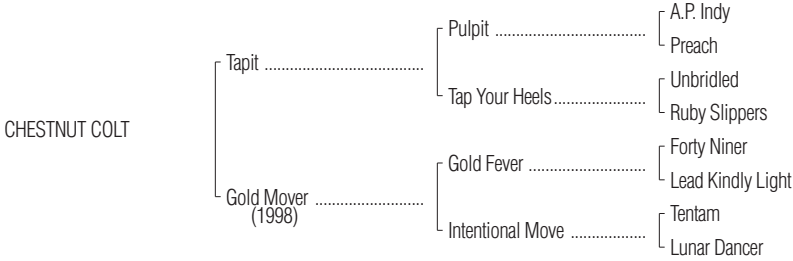 A.P. Indy
Pulpit
Preach
Tapit
Unbridled
Tap Your Heels
Ruby Slippers
CHESTNUT COLT
Forty Niner
Gold Fever
Lead Kindly Light
Gold Mover
(1998)
Tentam
Intentional Move
Lunar Dancer